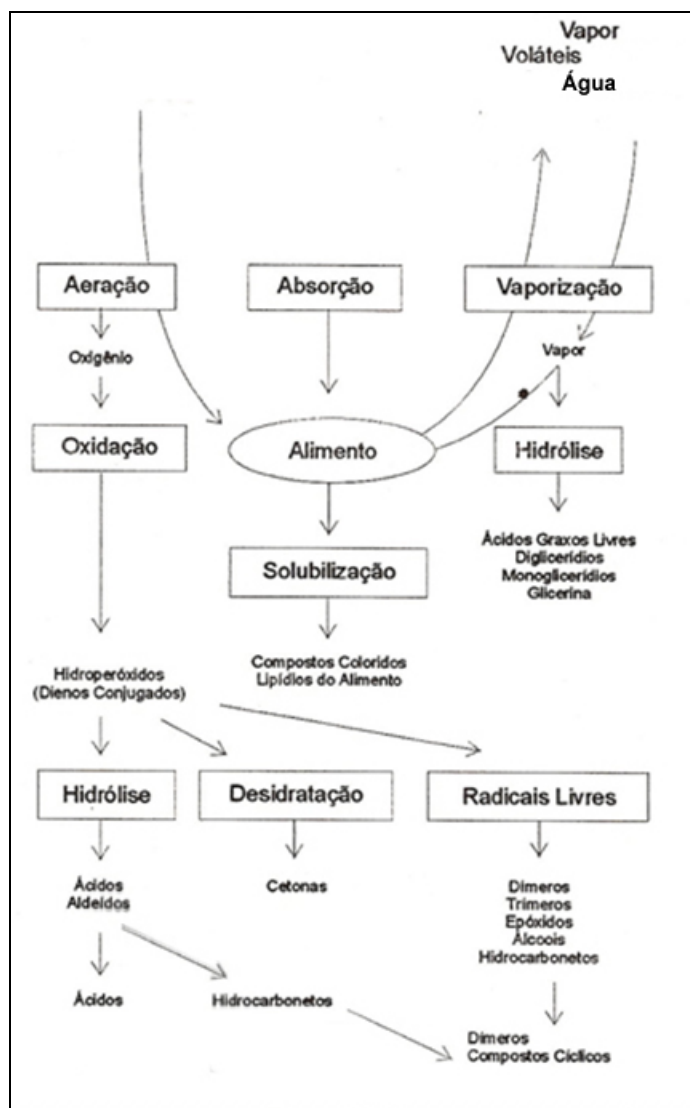 Vapor
Voláteis
Água
Aeração
Absorção
Vaporização
Oxigênio
Vapor
Oxidação
Alimento
Hidrólise
Ácidos Graxos Livres
Diglicerídios
Monoglicerídios
Glicerina
Solubilização
Compostos Coloridos
Lipídios do Alimento
Hidroperóxidos
(Dienos Conjugados)
Hidrólise
Desidratação
Radicais Livres
Ácidos
Aldeídos
Cetonas
Dímeros
Trímeros
Epóxidos
Álcoois
Hidrocarbonetos
Ácidos
Hidrocarbonetos
Dímeros
Compostos Cíclicos